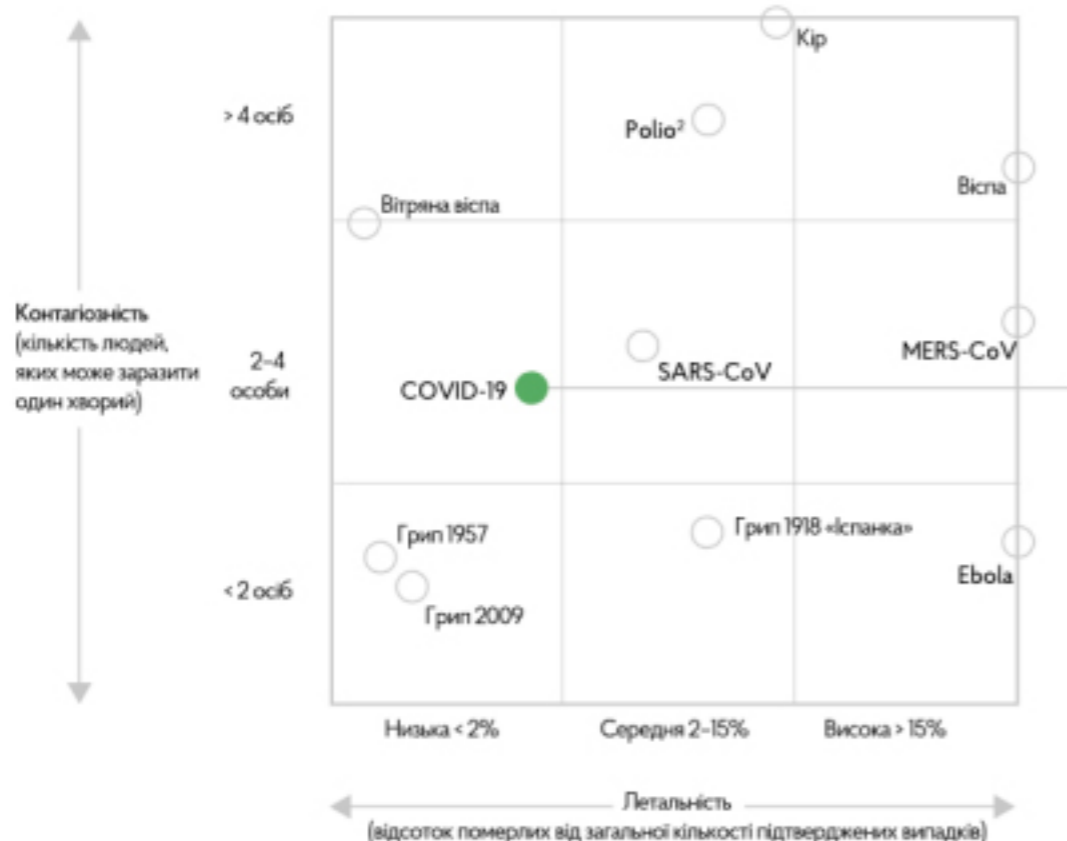 Кір
> 4 осіб
Polio²
Віспа
Вітряна віспа
Контагіозність
(кількість людей,
яких може заразити
один хворий)
2–4
особи
MERS-CoV
SARS-CoV
COVID-19
Грип 1957
Грип 1918 «Іспанка»
Ebola
< 2 осіб
Грип 2009
Низька < 2%
Середня 2–15%
Висока > 15%
Летальність
(відсоток померлих від загальної кількості підтверджених випадків)